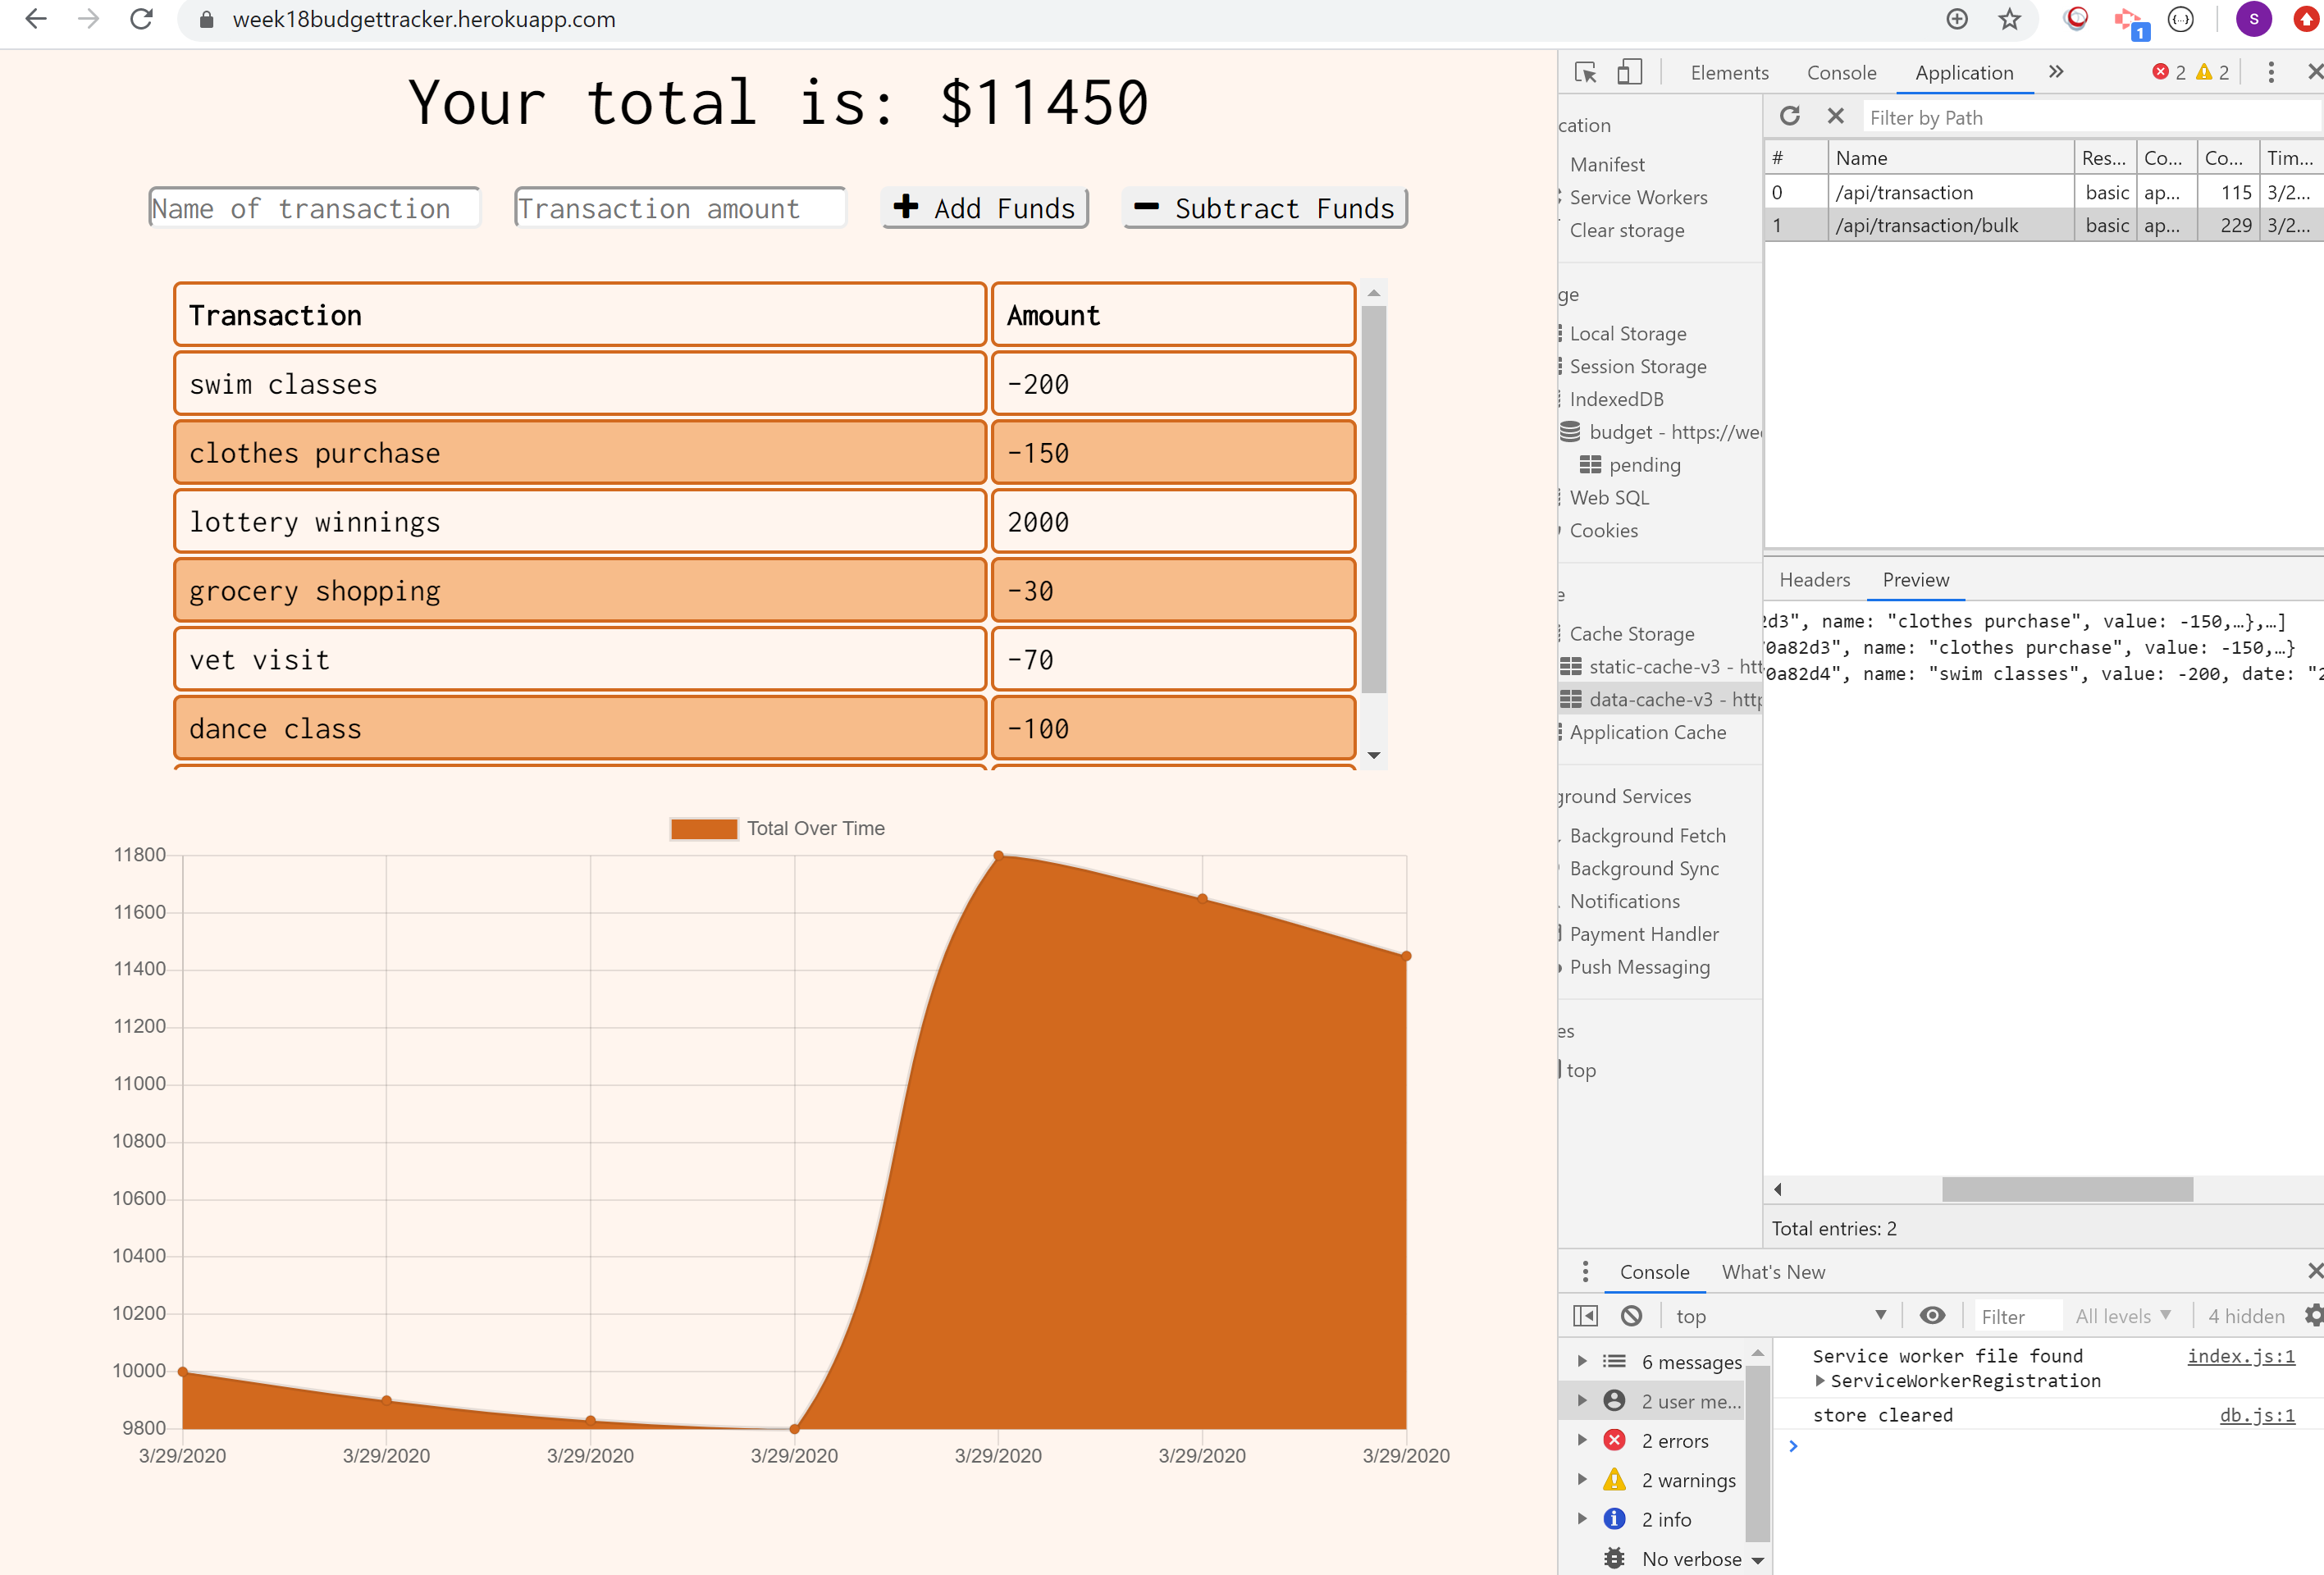 week18budgettracker.herokuapp.com
S
1
Your total is: $11450
Name of transaction
Transaction amount
Add Funds
Subtract Funds
Transaction Amount
swim classes -200
clothes purchase -150
lottery winnings 2000
grocery shopping -30
vet visit -70
dance class -100
Total Over Time
11800
11600
11400
11200
11000
10800
10600
10400
10200
10000
9800
3/29/2020 3/29/2020 3/29/2020 3/29/2020 3/29/2020 3/29/2020 3/29/2020
Elements Console Application » 2 2
cation
Manifest
Service Workers
Clear storage
ge
Local Storage
Session Storage
IndexedDB
budget - https://we
pending
Web SQL
Cookies
e
Cache Storage
static-cache-v3 - htt
data-cache-v3 - http
Application Cache
ground Services
Background Fetch
Background Sync
Notifications
Payment Handler
Push Messaging
es
top
Filter by Path
# Name Res... Co... Co... Tim...
0 /api/transaction basic ap... 115 3/2...
1 /api/transaction/bulk basic ap... 229 3/2...
Headers Preview
2d3", name: "clothes purchase", value: -150,…},…]
0a82d3", name: "clothes purchase", value: -150,…}
0a82d4", name: "swim classes", value: -200, date: "2
Total entries: 2
Console What's New
top Filter All levels 4 hidden
6 messages
2 user me...
2 errors
2 warnings
2 info
No verbose
Service worker file found index.js:1
ServiceWorkerRegistration
store cleared db.js:1